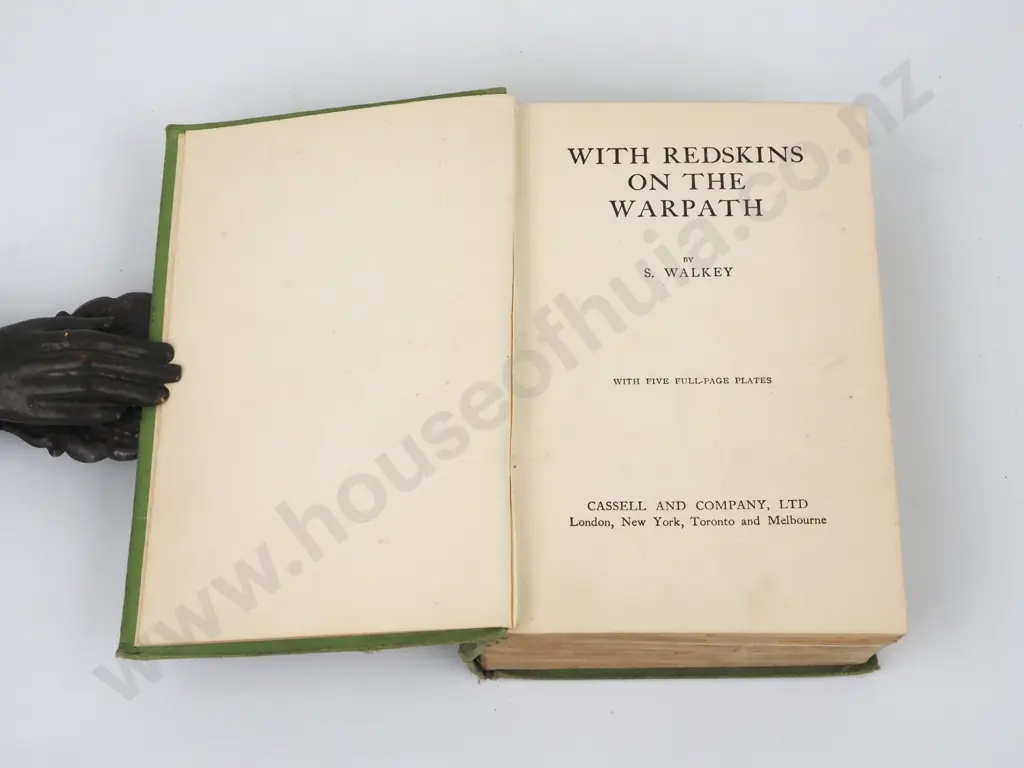 WITH REDSKINS
ON THE
WARPATH
BY
S. WALKEY
WITH FIVE FULL-PAGE PLATES
CASSELL AND COMPANY, LTD
London, New York, Toronto and Melbourne
www.houseofhuia.co.nz